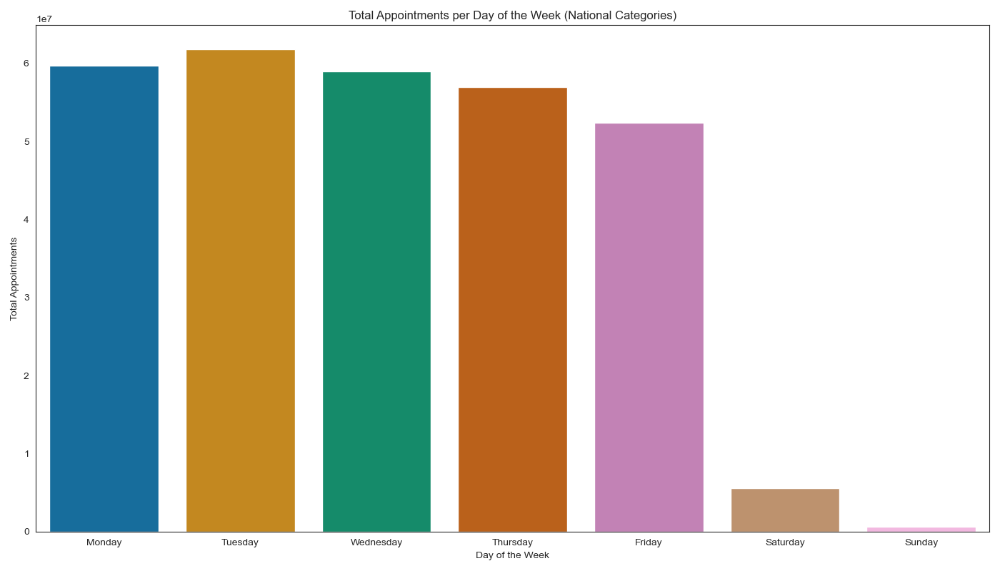 Total Appointments per Day of the Week (National Categories)
1e7
6
5
4
3
2
1
0
Total Appointments
Monday Tuesday Wednesday Thursday Friday Saturday Sunday
Day of the Week